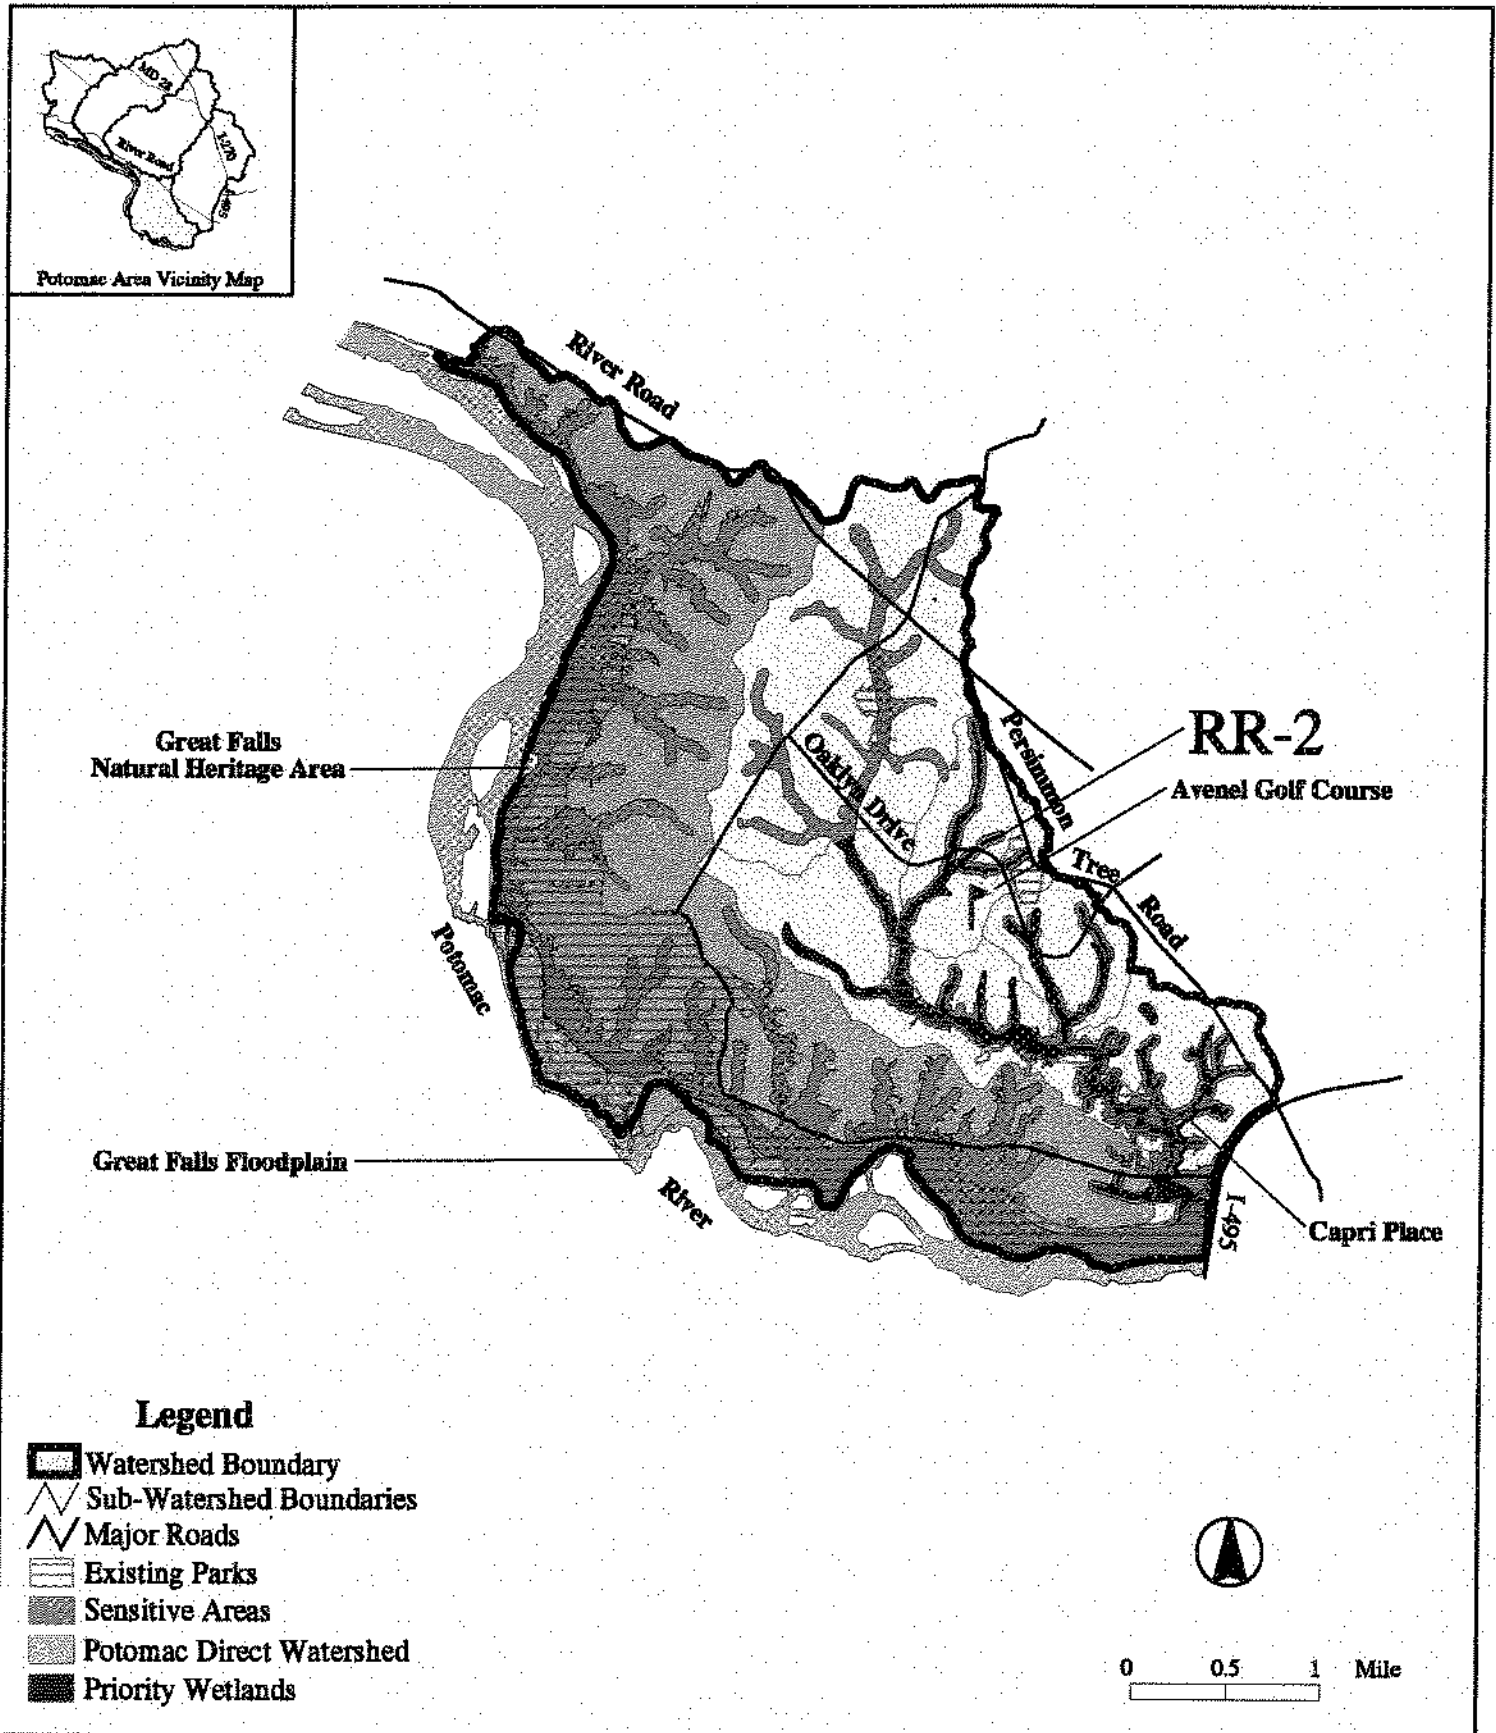 MD 28
River Road
I-270
I-495
Potomac Area Vicinity Map
River Road
Persimmon
Tree
Road
RR-2
Avenel Golf Course
Oaklyn Drive
Great Falls
Natural Heritage Area
Potomac
River
Great Falls Floodplain
I-495
Capri Place
Legend
Watershed Boundary
Sub-Watershed Boundaries
Major Roads
Existing Parks
Sensitive Areas
Potomac Direct Watershed
Priority Wetlands
0 0.5 1 Mile